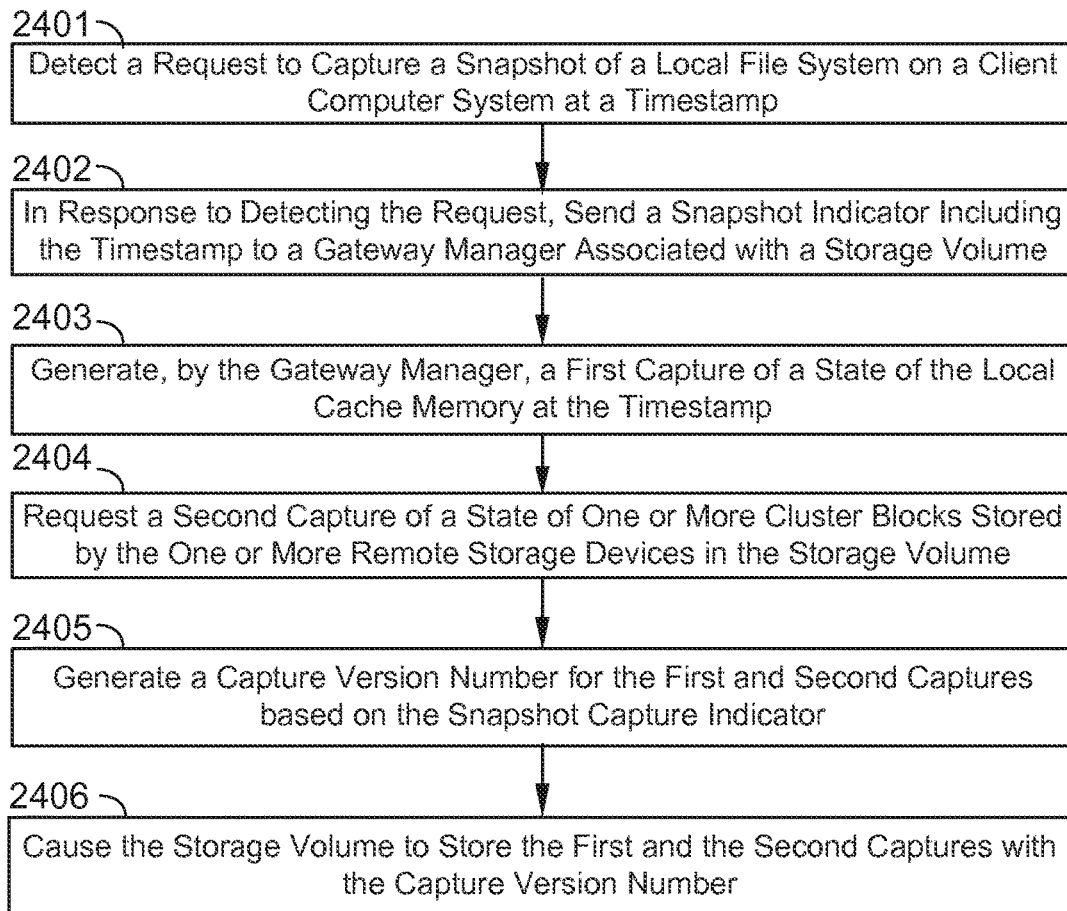 2401
Detect a Request to Capture a Snapshot of a Local File System on a Client
Computer System at a Timestamp
2402
In Response to Detecting the Request, Send a Snapshot Indicator Including
the Timestamp to a Gateway Manager Associated with a Storage Volume
2403
Generate, by the Gateway Manager, a First Capture of a State of the Local
Cache Memory at the Timestamp
2404
Request a Second Capture of a State of One or More Cluster Blocks Stored
by the One or More Remote Storage Devices in the Storage Volume
2405
Generate a Capture Version Number for the First and Second Captures
based on the Snapshot Capture Indicator
2406
Cause the Storage Volume to Store the First and the Second Captures with
the Capture Version Number